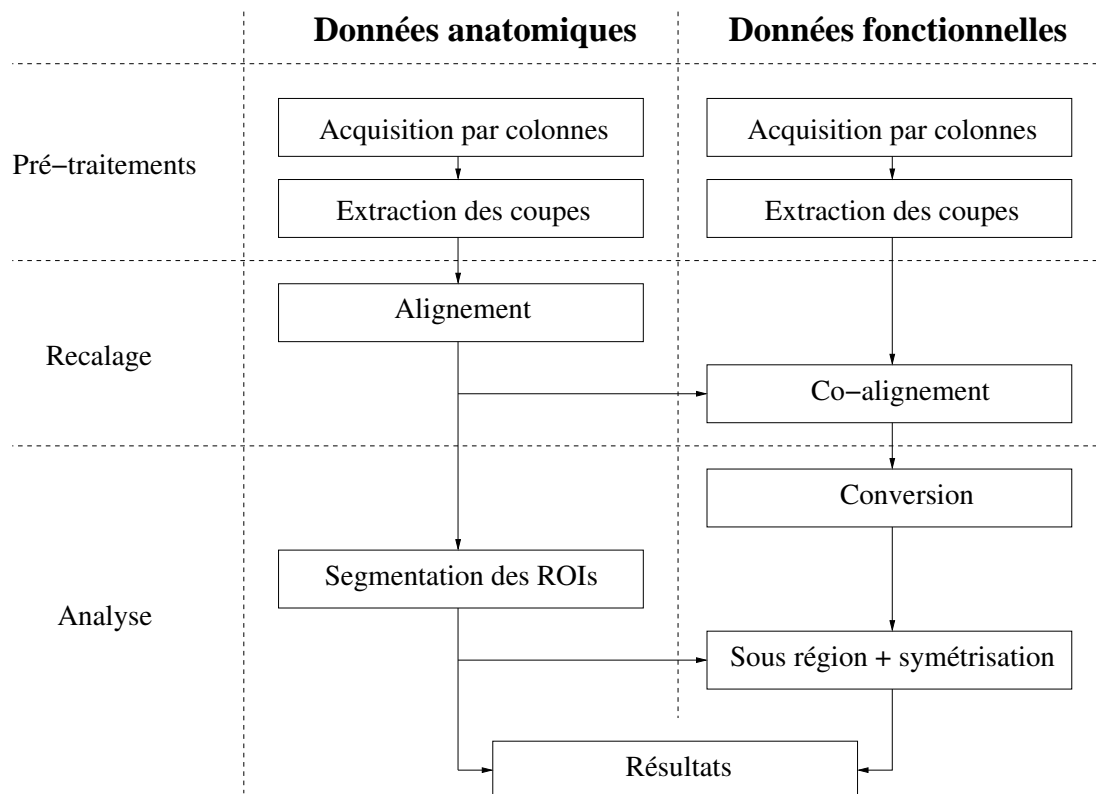 Données anatomiques
Données fonctionnelles
Pré−traitements
Acquisition par colonnes
Acquisition par colonnes
Extraction des coupes
Extraction des coupes
Recalage
Alignement
Co−alignement
Analyse
Conversion
Segmentation des ROIs
Sous région + symétrisation
Résultats